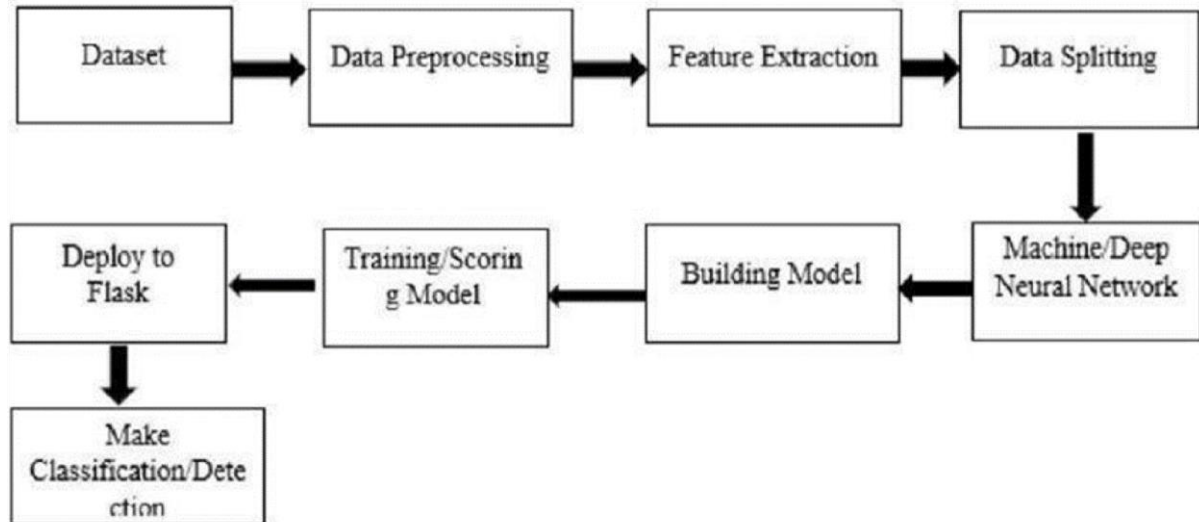 Dataset
Data Preprocessing
Feature Extraction
Data Splitting
Machine/Deep
Neural Network
Building Model
Training/Scorin
g Model
Deploy to
Flask
Make
Classification/Dete
ction